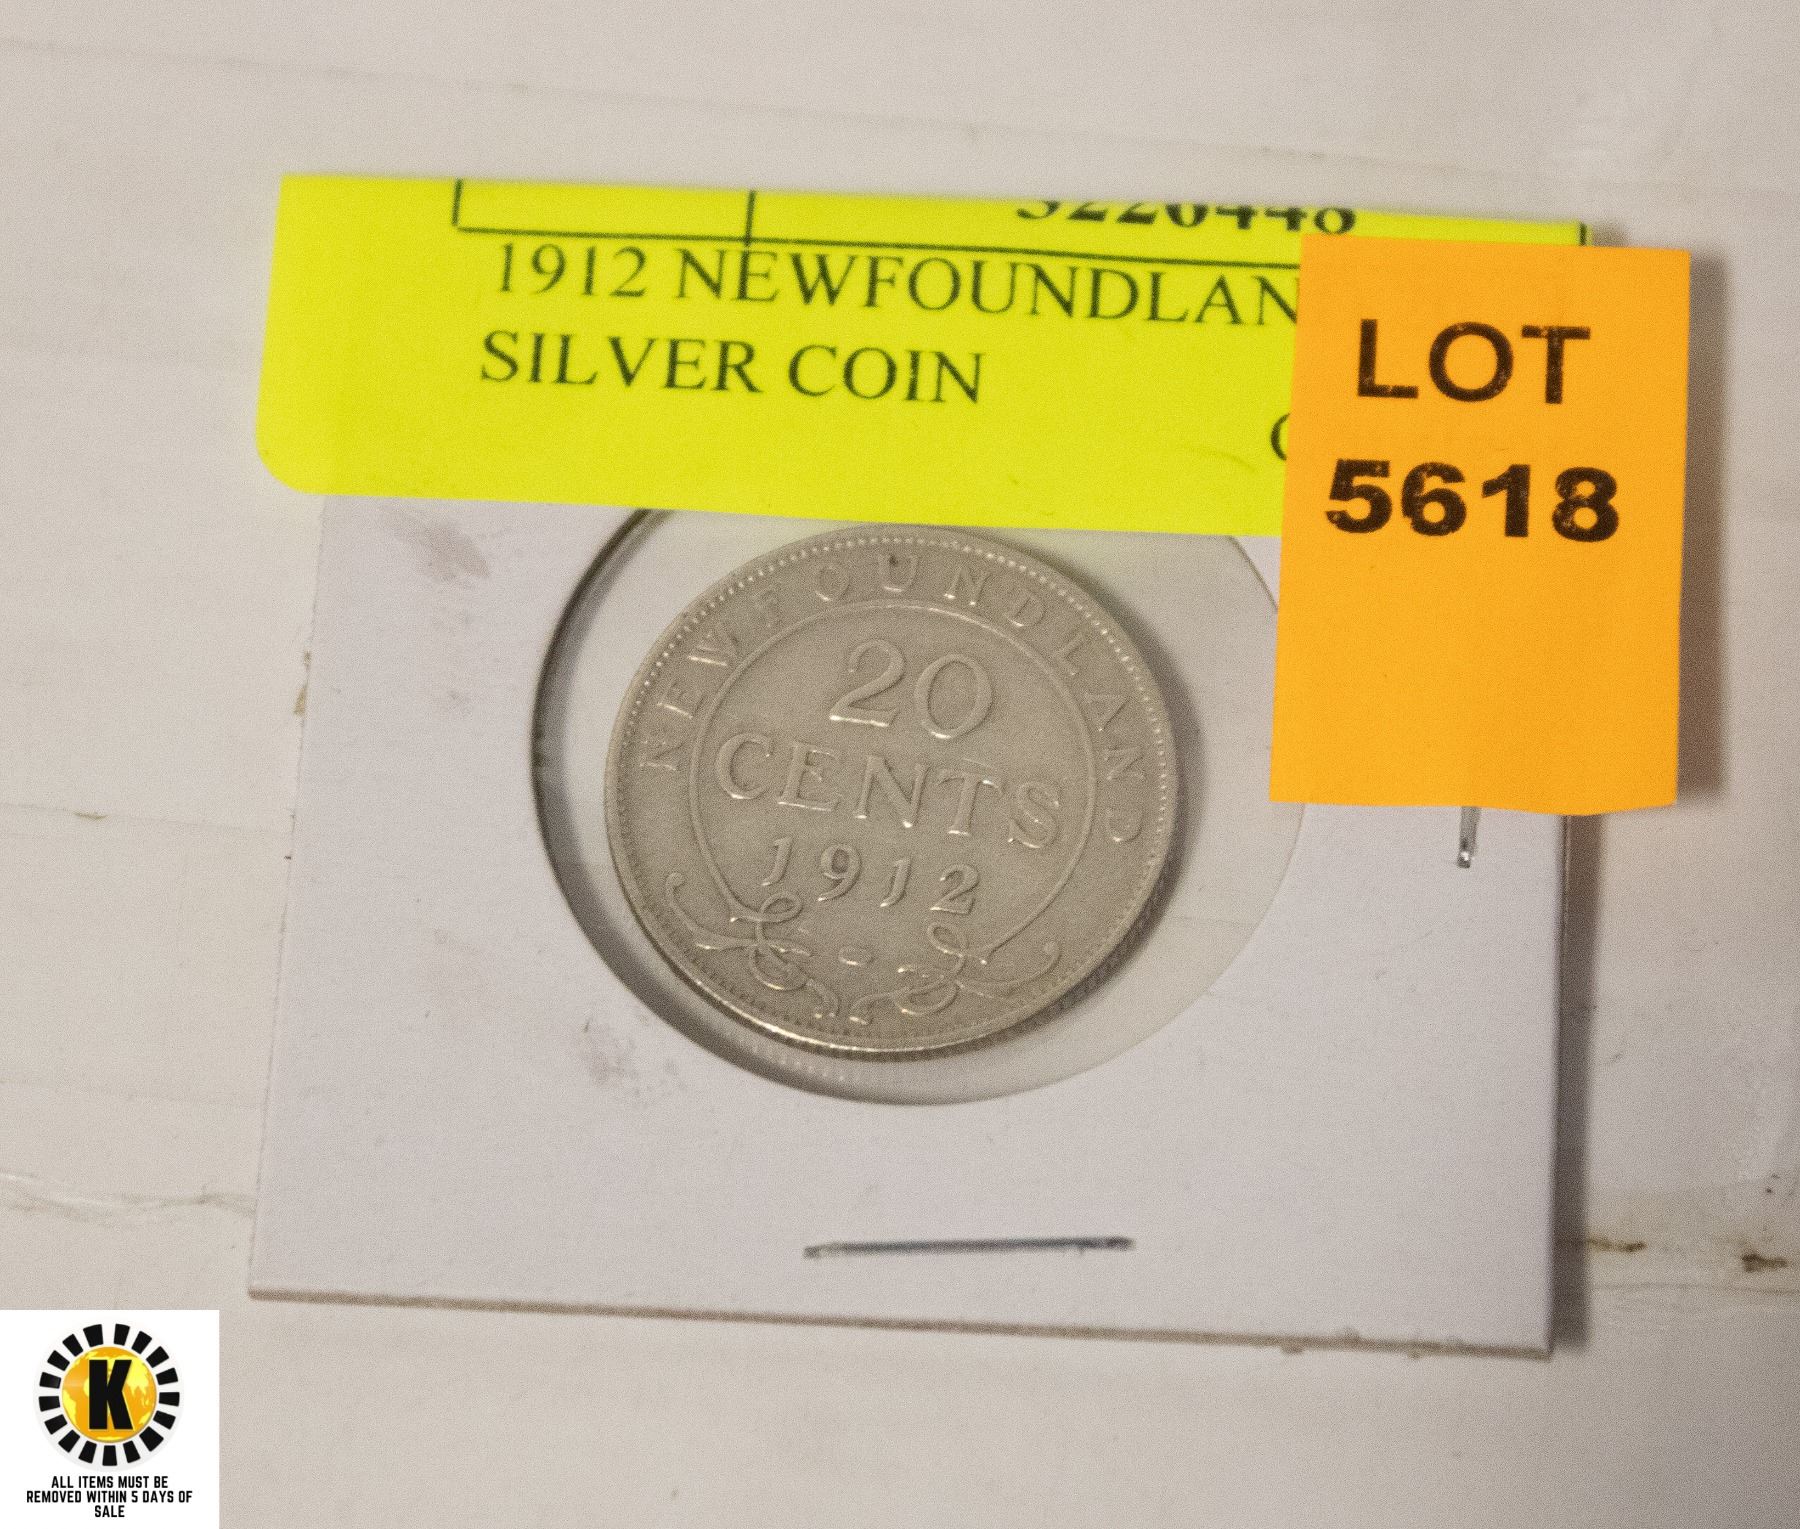 1912 NEWFOUNDLAN
SILVER COIN
LOT
5618
NEWFOUNDLAND
20
CENTS
1912
K
ALL ITEMS MUST BE
REMOVED WITHIN 5 DAYS OF
SALE